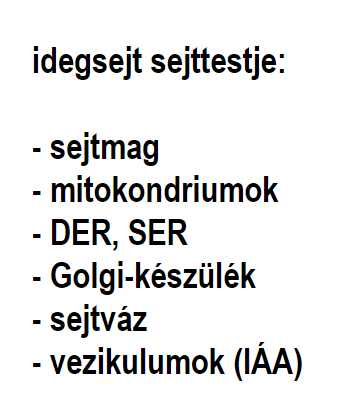 idegsejt sejttestje:
- sejtmag
- mitokondriumok
- DER, SER
- Golgi-készülék
- sejtváz
- vezikulumok (IÁA)